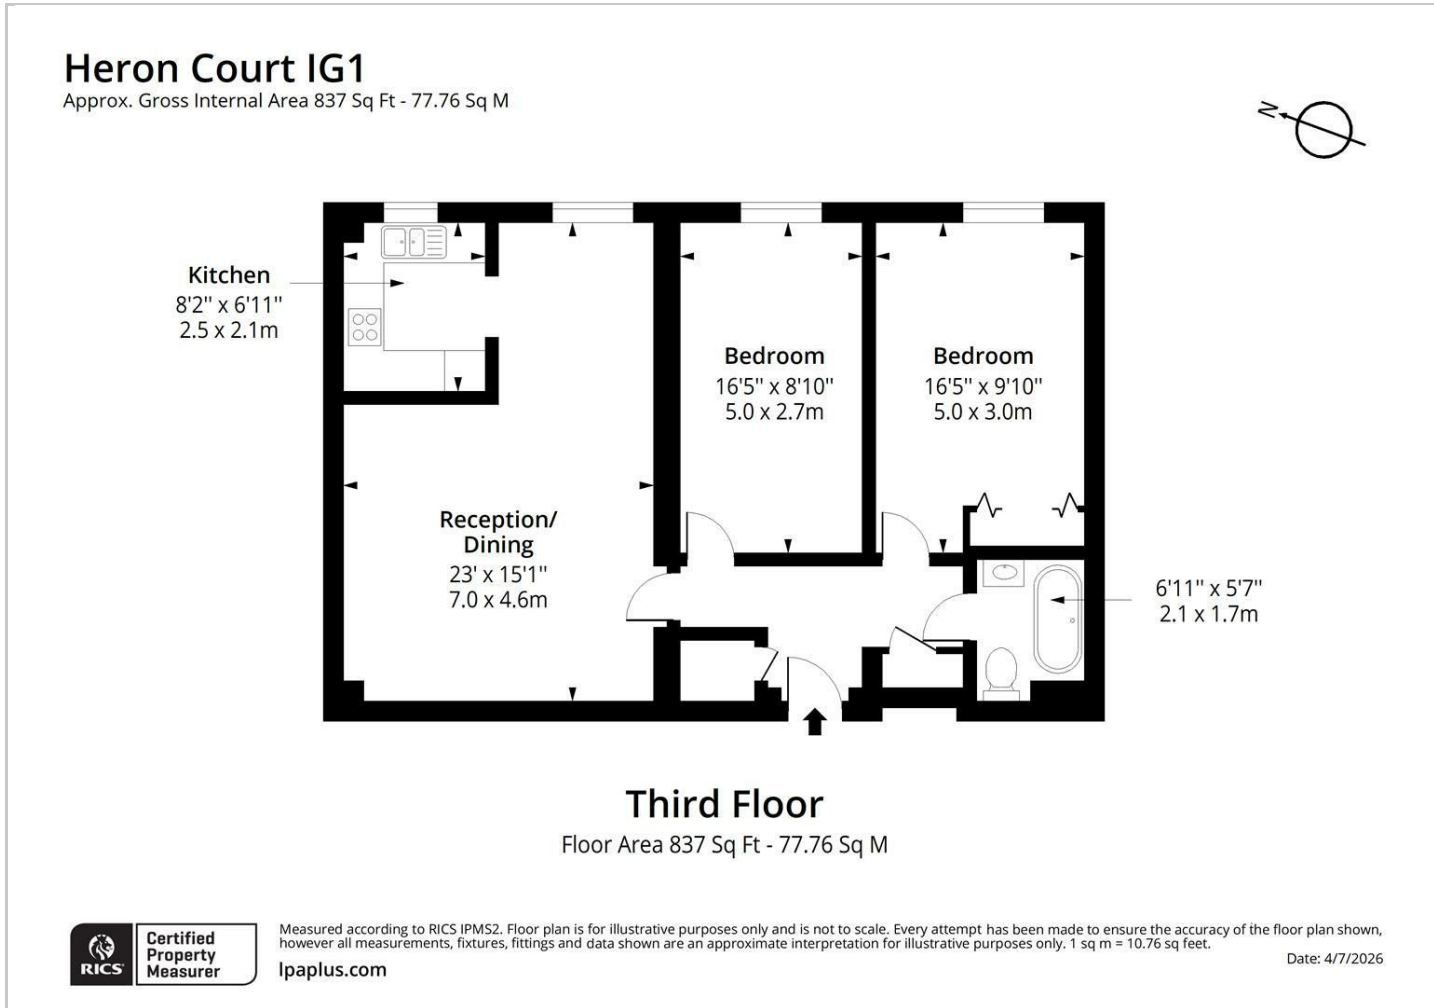 Heron Court IG1
Approx. Gross Internal Area 837 Sq Ft - 77.76 Sq M
N
Kitchen
8'2" x 6'11"
2.5 x 2.1m
Bedroom
16'5" x 8'10"
5.0 x 2.7m
Bedroom
16'5" x 9'10"
5.0 x 3.0m
Reception/
Dining
23' x 15'1"
7.0 x 4.6m
6'11" x 5'7"
2.1 x 1.7m
Third Floor
Floor Area 837 Sq Ft - 77.76 Sq M
RICS
Certified
Property
Measurer
Measured according to RICS IPMS2. Floor plan is for illustrative purposes only and is not to scale. Every attempt has been made to ensure the accuracy of the floor plan shown,
however all measurements, fixtures, fittings and data shown are an approximate interpretation for illustrative purposes only. 1 sq m = 10.76 sq feet.
lpaplus.com
Date: 4/7/2026